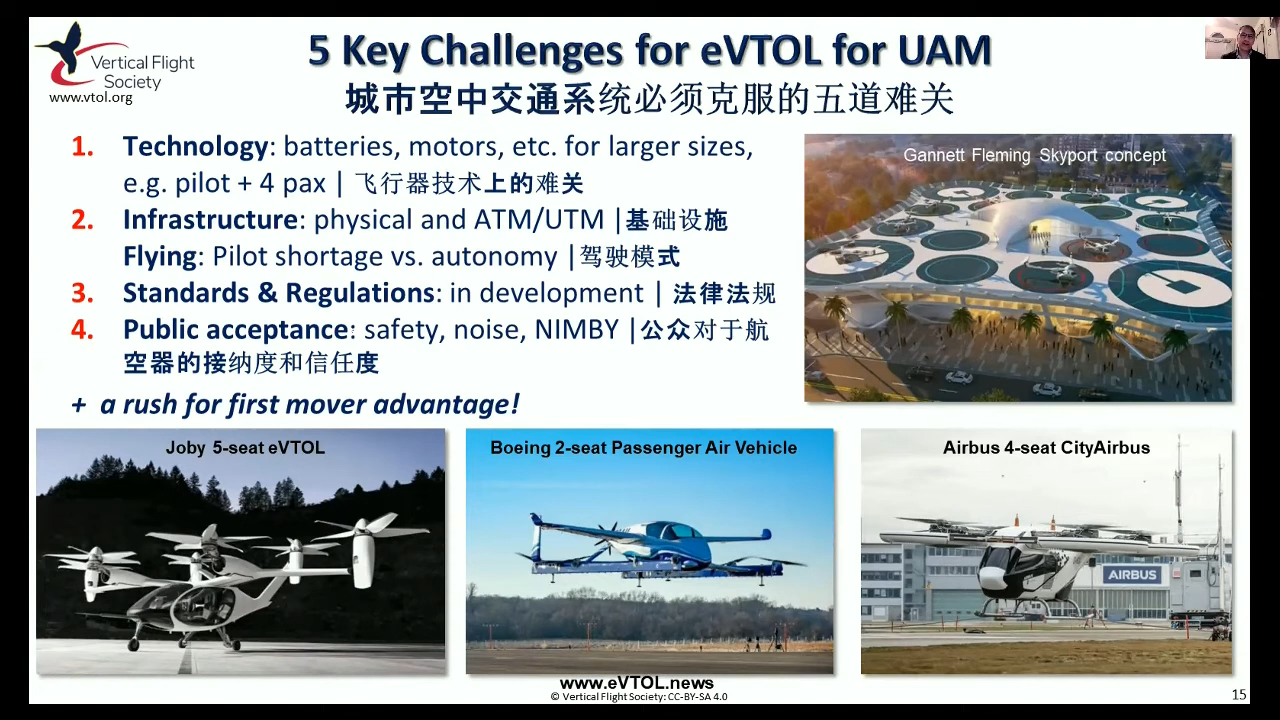 Vertical Flight
Society
www.vtol.org
5 Key Challenges for eVTOL for UAM
城市空中交通系统必须克服的五道难关
1. Technology: batteries, motors, etc. for larger sizes,
e.g. pilot + 4 pax | 飞行器技术上的难关
2. Infrastructure: physical and ATM/UTM |基础设施
Flying: Pilot shortage vs. autonomy |驾驶模式
3. Standards & Regulations: in development | 法律法规
4. Public acceptance: safety, noise, NIMBY |公众对于航
空器的接纳度和信任度
+ a rush for first mover advantage!
Gannett Fleming Skyport concept
Joby 5-seat eVTOL
Boeing 2-seat Passenger Air Vehicle
Airbus 4-seat CityAirbus
AIRBUS
www.eVTOL.news
© Vertical Flight Society: CC-BY-SA 4.0
15